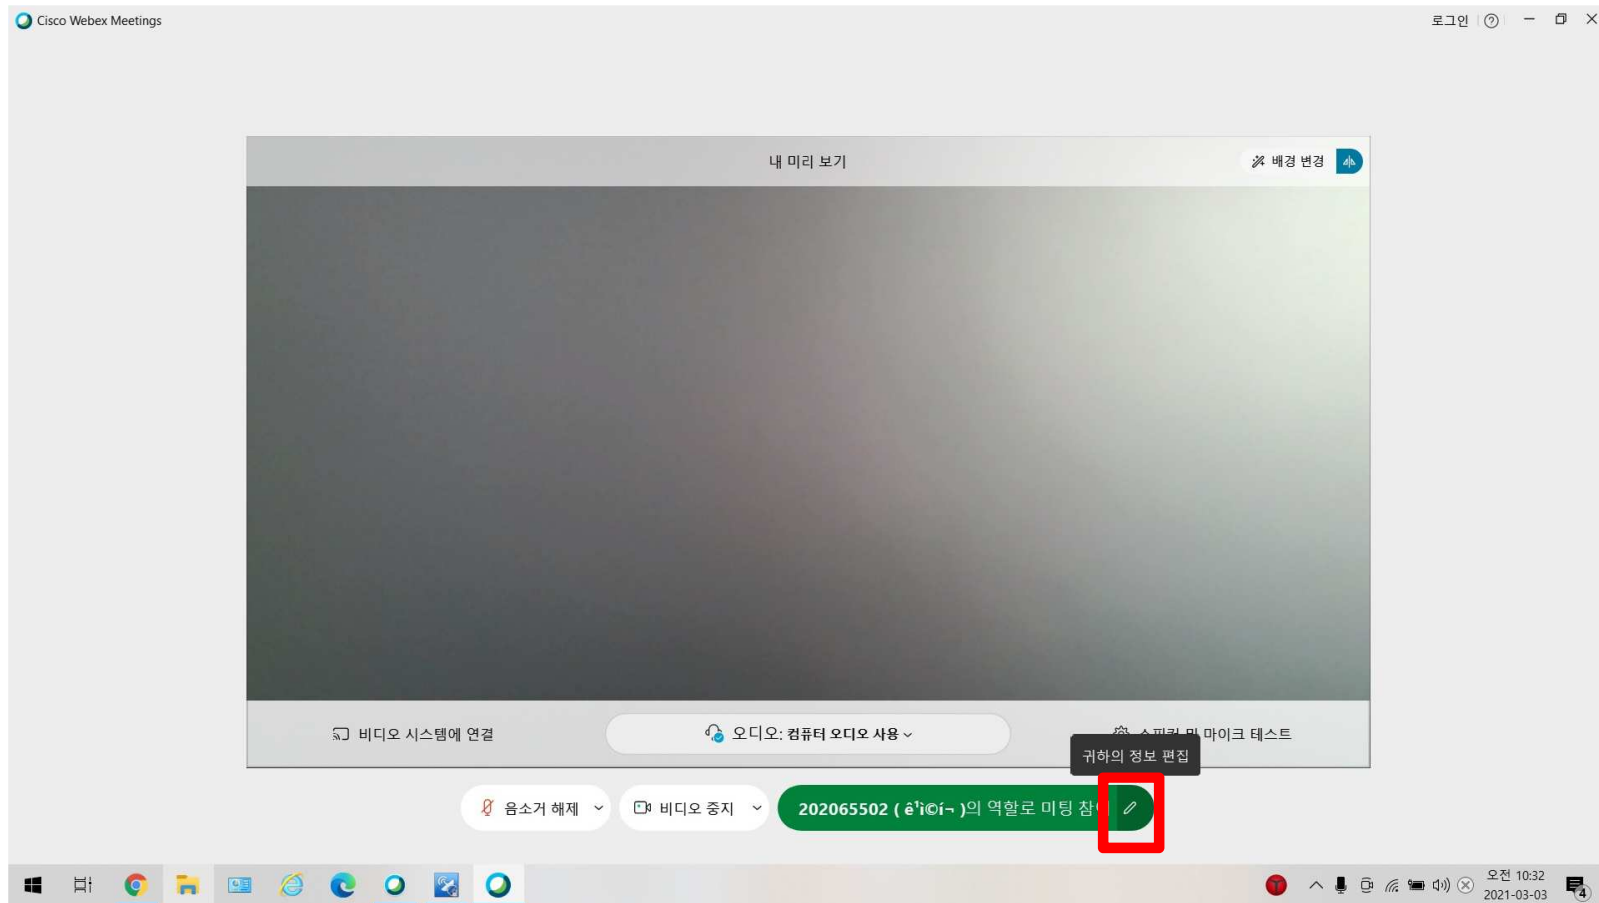 Cisco Webex Meetings
로그인
내 미리 보기
배경 변경
비디오 시스템에 연결
오디오: 컴퓨터 오디오 사용
마이크 테스트
귀하의 정보 편집
음소거 해제
비디오 중지
202065502 ( ê¹ì©í¬ )의 역할로 미팅
오전 10:32
2021-03-03
4